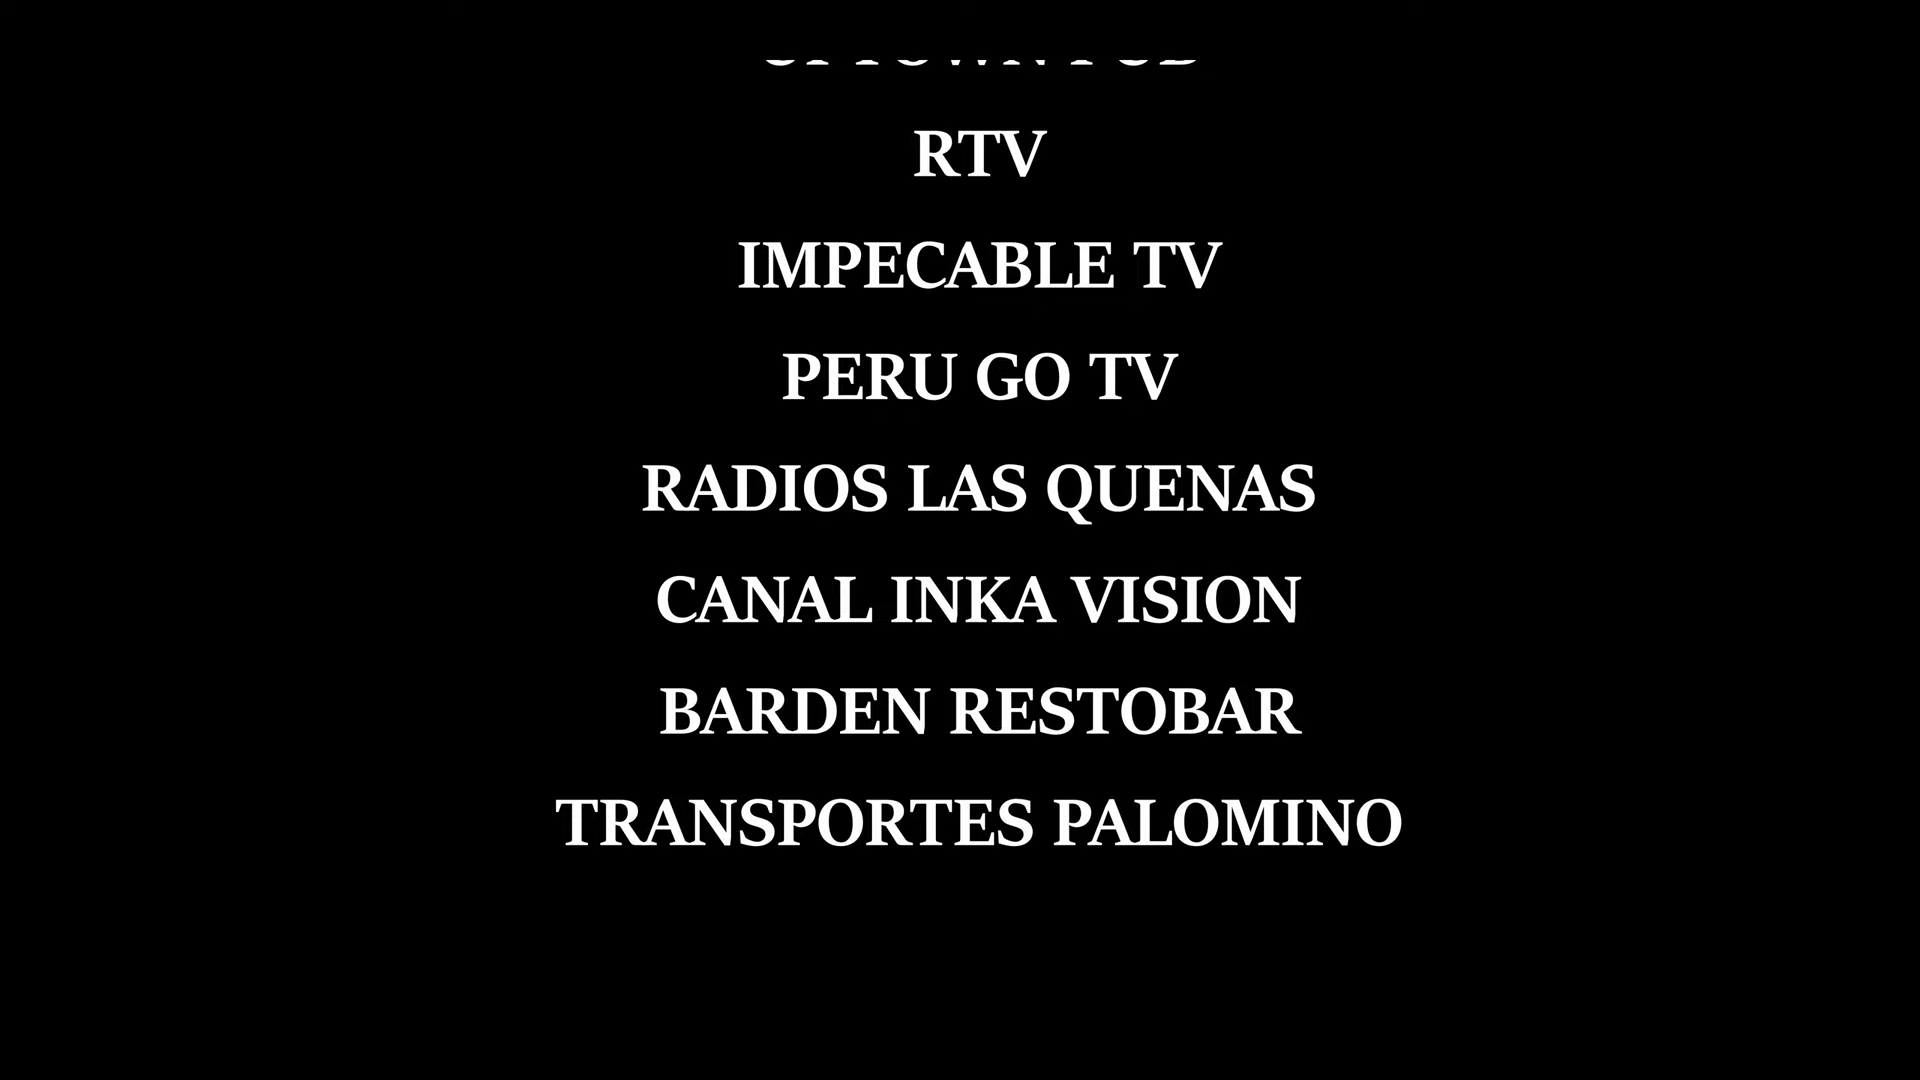 RTV
IMPECABLE TV
PERU GO TV
RADIOS LAS QUENAS
CANAL INKA VISION
BARDEN RESTOBAR
TRANSPORTES PALOMINO